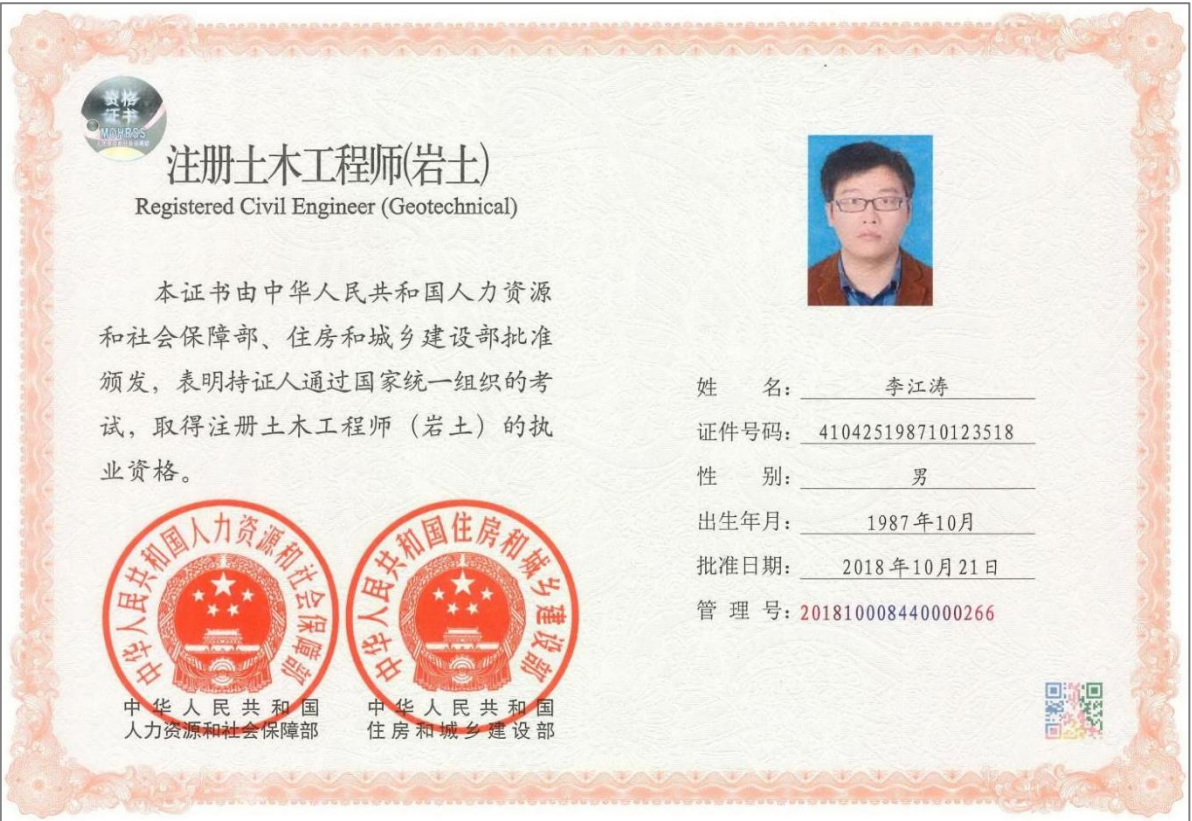 资格
证书
MOHRSS
注册土木工程师(岩土)
Registered Civil Engineer (Geotechnical)
本证书由中华人民共和国人力资源
和社会保障部、住房和城乡建设部批准
颁发，表明持证人通过国家统一组织的考
试，取得注册土木工程师（岩土）的执
业资格。
中华人民共和国人力资源和社会保障部
中华人民共和国住房和城乡建设部
中华人民共和国
人力资源和社会保障部
中华人民共和国
住房和城乡建设部
姓 名：李江涛
证件号码：410425198710123518
性 别：男
出生年月：1987年10月
批准日期：2018年10月21日
管 理 号：201810008440000266